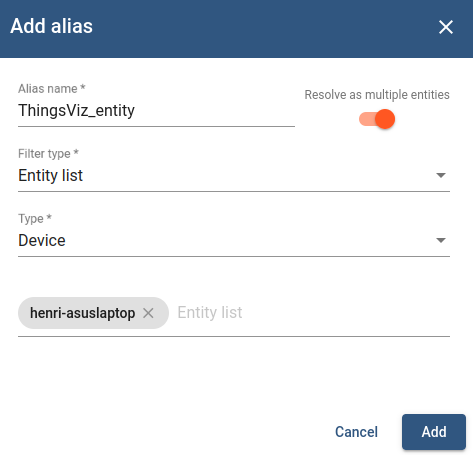 Add alias
Alias name *
Resolve as multiple entities
ThingsViz_entity
Filter type *
Entity list
Type *
Device
henri-asuslaptop
Entity list
Cancel
Add